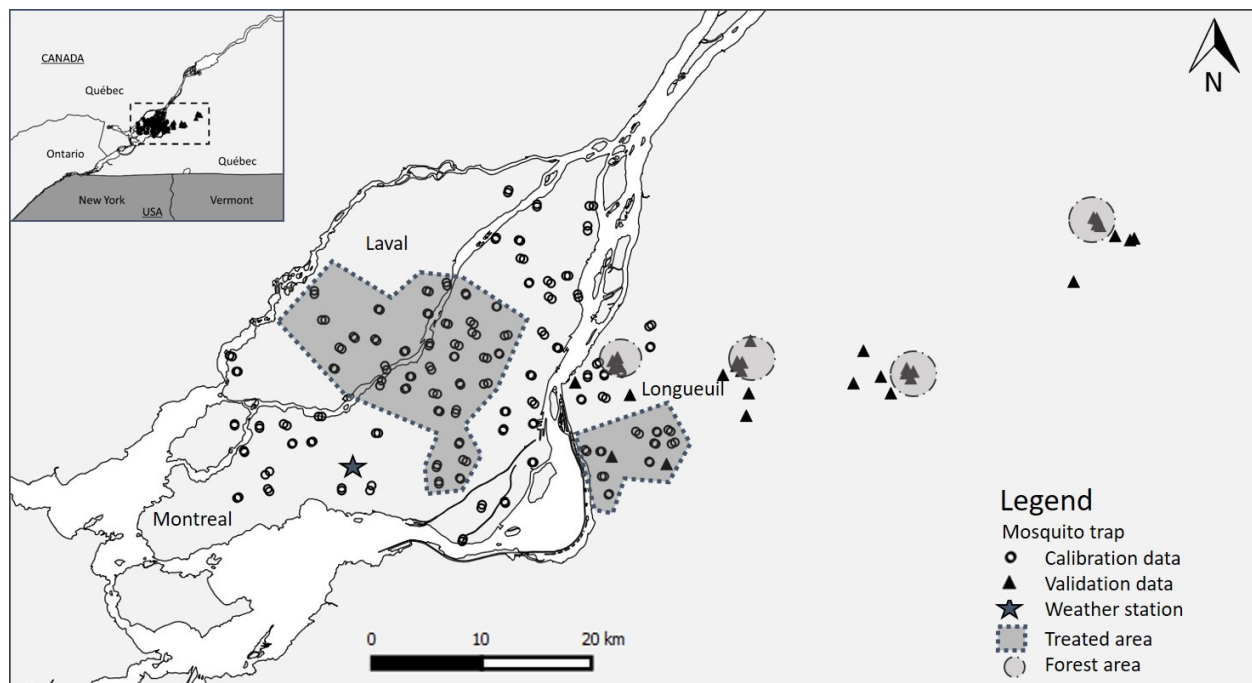 CANADA
Québec
Ontario
Québec
New York
USA
Vermont
N
Laval
Longueuil
Montreal
Legend
Mosquito trap
Calibration data
Validation data
Weather station
Treated area
Forest area
0 10 20 km